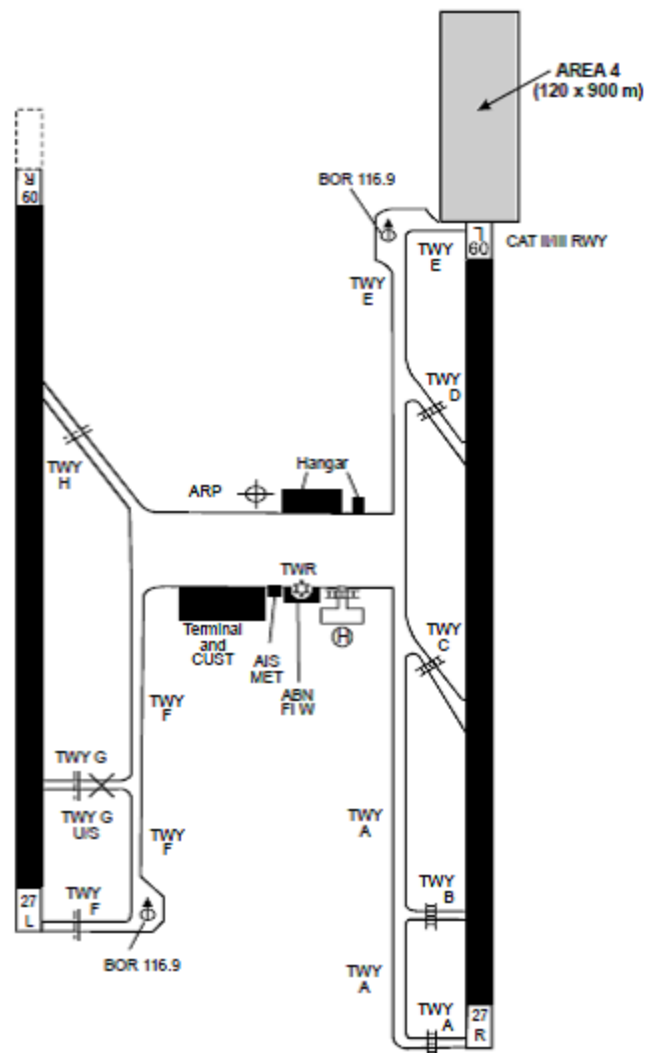 AREA 4
(120 x 900 m)
BOR 116.9
09
R
09
L
CAT II/III RWY
TWY
E
TWY
E
TWY
D
TWY
H
ARP
Hangar
TWR
Terminal
and
CUST
AIS
MET
ABN
FI W
H
TWY
C
TWY
F
TWY G
TWY G
U/S
TWY
F
TWY
A
TWY
B
27
L
TWY
F
BOR 116.9
TWY
A
TWY
A
27
R